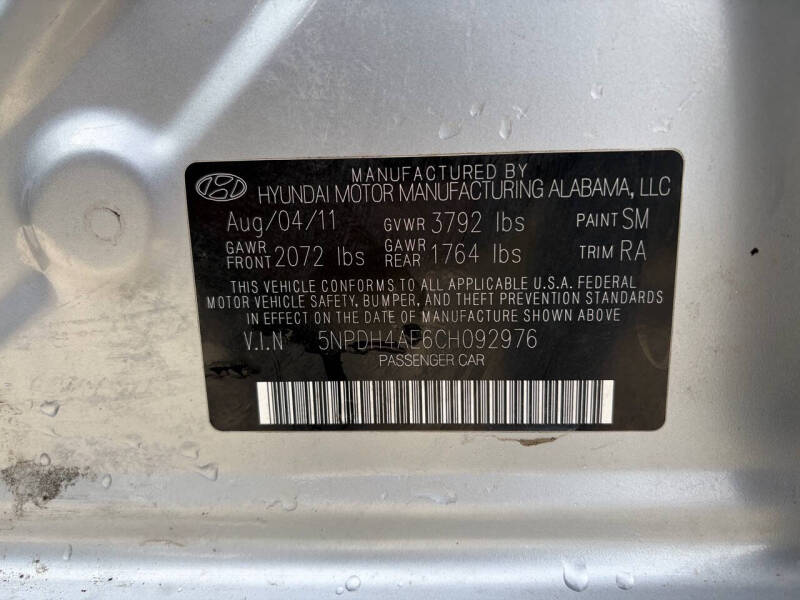 MANUFACTURED BY
HYUNDAI MOTOR MANUFACTURING ALABAMA, LLC
Aug/04/11 GVWR 3792 lbs PAINT SM
GAWR FRONT 2072 lbs GAWR REAR 1764 lbs TRIM RA
THIS VEHICLE CONFORMS TO ALL APPLICABLE U.S.A. FEDERAL
MOTOR VEHICLE SAFETY, BUMPER, AND THEFT PREVENTION STANDARDS
IN EFFECT ON THE DATE OF MANUFACTURE SHOWN ABOVE
V.I.N 5NPDH4AE6CH092976
PASSENGER CAR